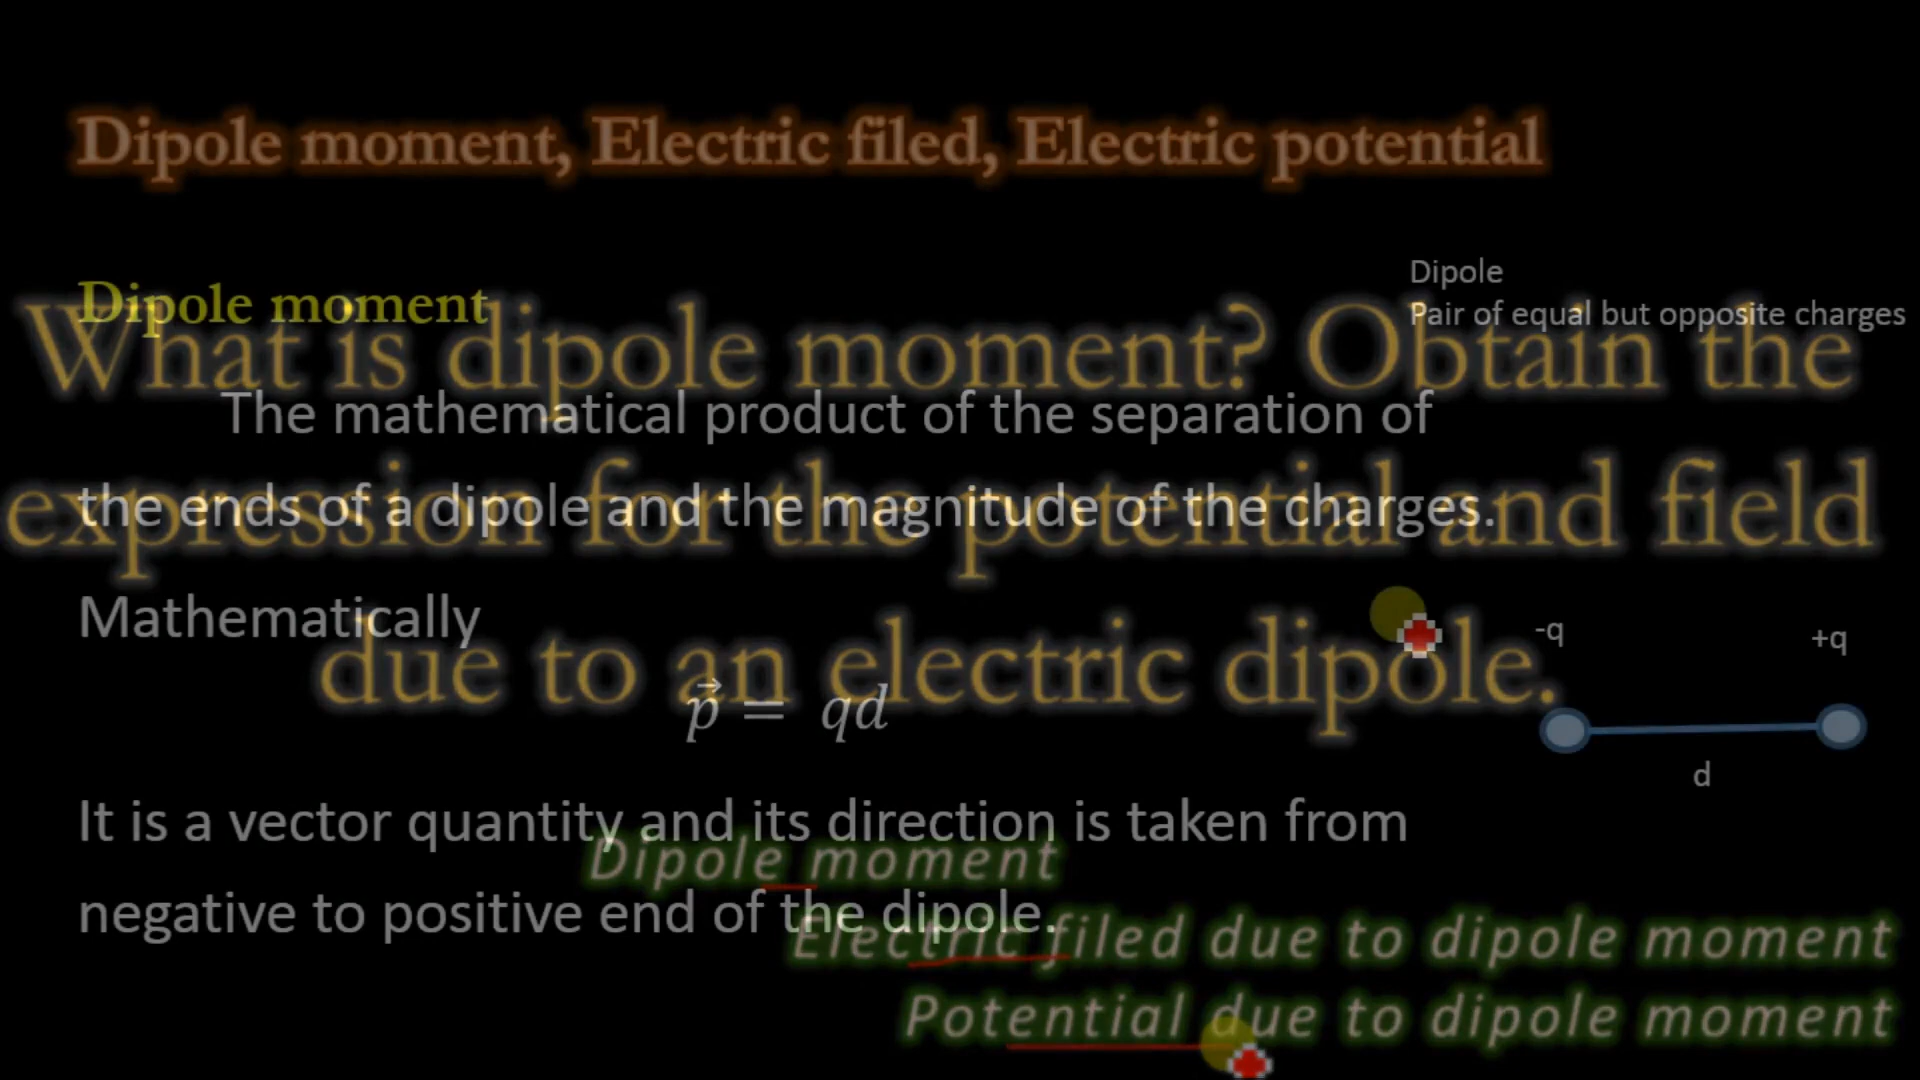 Dipole moment, Electric filed, Electric potential
Dipole
Pair of equal but opposite charges
Dipole moment
What is dipole moment? Obtain the
expression for the potential and field
due to an electric dipole.
The mathematical product of the separation of
the ends of a dipole and the magnitude of the charges.
Mathematically
p⃗ = qd
-q
+q
d
It is a vector quantity and its direction is taken from
negative to positive end of the dipole.
Dipole moment
Electric filed due to dipole moment
Potential due to dipole moment